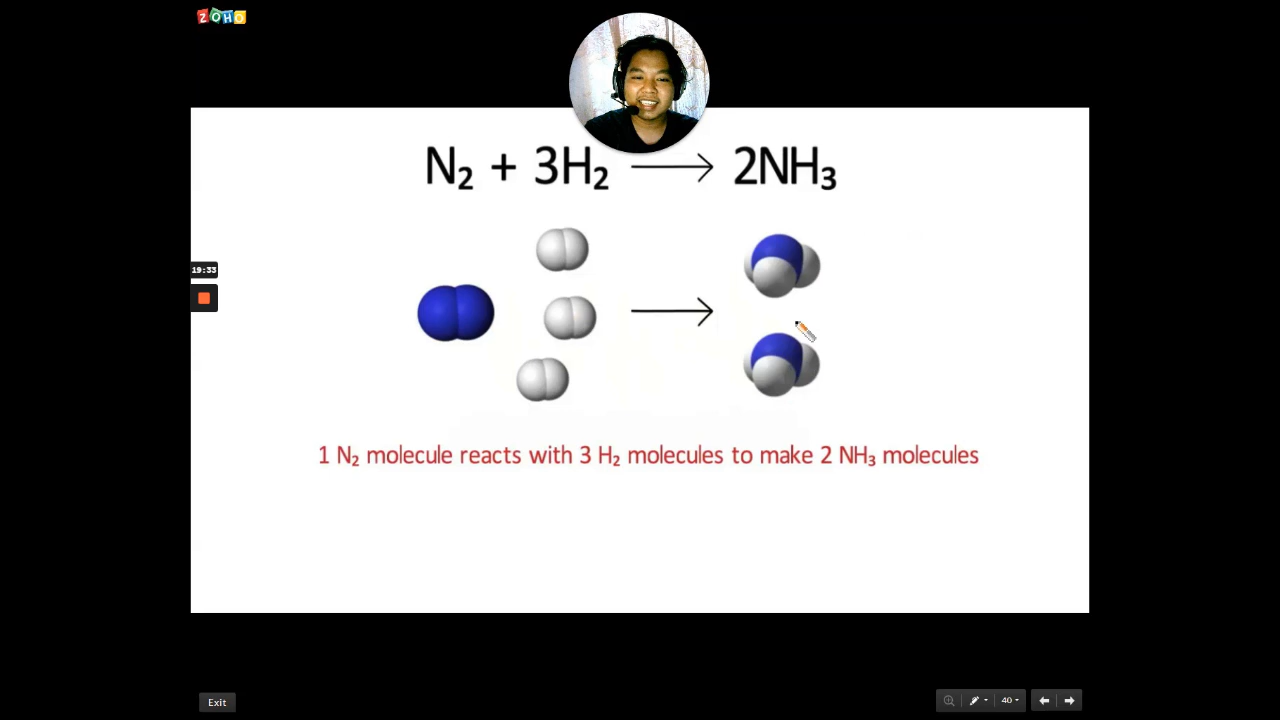 ZOHO
N₂ + 3H₂ ⟶ 2NH₃
19:33
1 N₂ molecule reacts with 3 H₂ molecules to make 2 NH₃ molecules
Exit
40